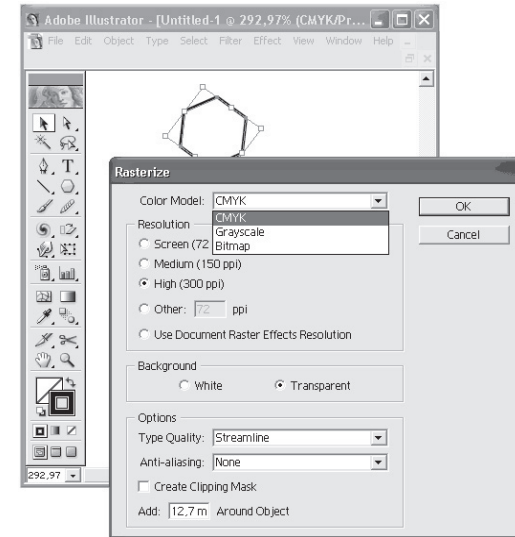 Adobe Illustrator - [Untitled-1 @ 292,97% (CMYK/Pr...
File Edit Object Type Select Filter Effect View Window Help
Rasterize
Color Model: CMYK
CMYK
Grayscale
Bitmap
OK
Cancel
Resolution
Screen (72
Medium (150 ppi)
High (300 ppi)
Other: 72 ppi
Use Document Raster Effects Resolution
Background
White Transparent
Options
Type Quality: Streamline
Anti-aliasing: None
Create Clipping Mask
Add: 12,7 m Around Object
292,97